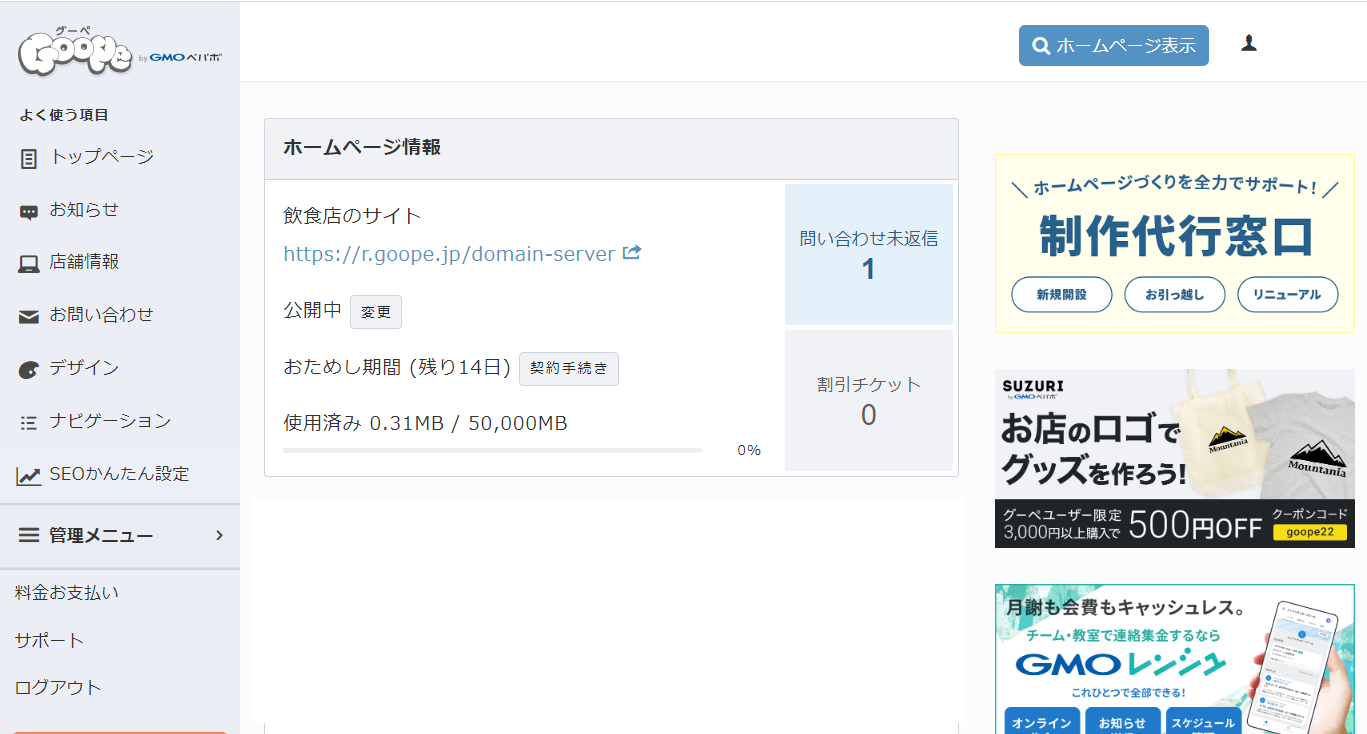 グーペ
Goope
by GMOペパボ
よく使う項目
トップページ
お知らせ
店舗情報
お問い合わせ
デザイン
ナビゲーション
SEOかんたん設定
管理メニュー
料金お支払い
サポート
ログアウト
ホームページ表示
ホームページ情報
飲食店のサイト
https://r.goope.jp/domain-server
公開中 変更
おためし期間 (残り14日) 契約手続き
使用済み 0.31MB / 50,000MB
0%
問い合わせ未返信
1
割引チケット
0
ホームページづくりを全力でサポート!
制作代行窓口
新規開設 お引っ越し リニューアル
SUZURI
by GMOペパボ
お店のロゴで
グッズを作ろう!
Mountania
Mountania
グーペユーザー限定
3,000円以上購入で
500円OFF
クーポンコード
goope22
月謝も会費もキャッシュレス。
チーム・教室で連絡集金するなら
GMOレンシュ
これひとつで全部できる!
オンライン お知らせ スケジュール